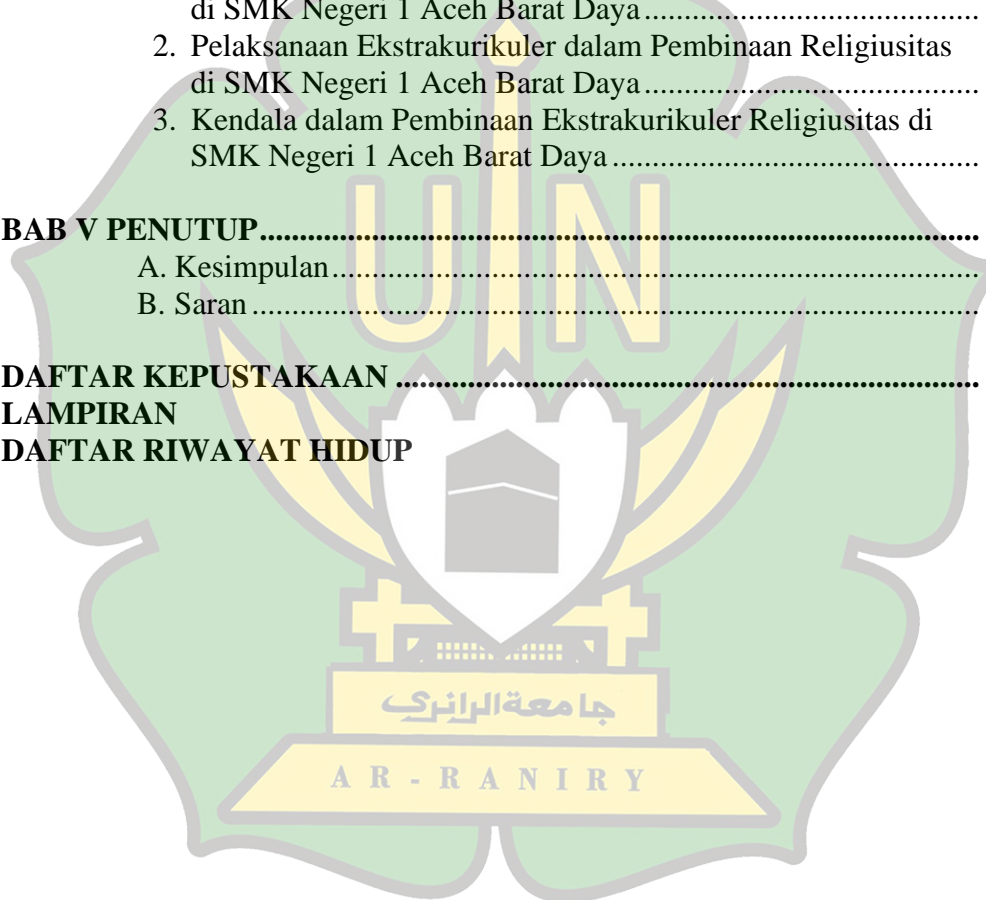 di SMK Negeri 1 Aceh Barat Daya..........................................
2. Pelaksanaan Ekstrakurikuler dalam Pembinaan Religiusitas
di SMK Negeri 1 Aceh Barat Daya..........................................
3. Kendala dalam Pembinaan Ekstrakurikuler Religiusitas di
SMK Negeri 1 Aceh Barat Daya..............................................
BAB V PENUTUP..........................................................................................
A. Kesimpulan.................................................................................
B. Saran...........................................................................................
DAFTAR KEPUSTAKAAN.........................................................................
LAMPIRAN
DAFTAR RIWAYAT HIDUP
UIN
جامعةالرانري
AR-RANIRY